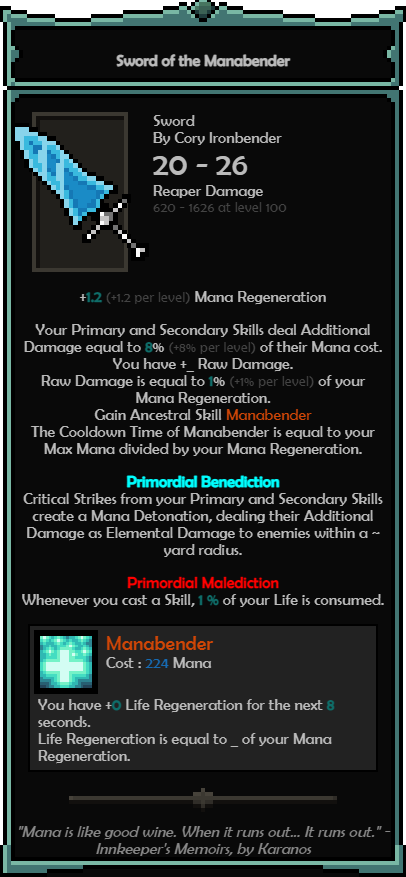 Sword of the Manabender
Sword
By Cory Ironbender
20 - 26
Reaper Damage
620 - 1626 at level 100
+1.2 (+1.2 per level) Mana Regeneration
Your Primary and Secondary Skills deal Additional
Damage equal to 8% (+8% per level) of their Mana cost.
You have +_ Raw Damage.
Raw Damage is equal to 1% (+1% per level) of your
Mana Regeneration.
Gain Ancestral Skill Manabender
The Cooldown Time of Manabender is equal to your
Max Mana divided by your Mana Regeneration.
Primordial Benediction
Critical Strikes from your Primary and Secondary Skills
create a Mana Detonation, dealing their Additional
Damage as Elemental Damage to enemies within a ~
yard radius.
Primordial Malediction
Whenever you cast a Skill, 1 % of your Life is consumed.
Manabender
Cost : 224 Mana
You have +0 Life Regeneration for the next 8
seconds.
Life Regeneration is equal to _ of your Mana
Regeneration.
"Mana is like good wine. When it runs out... It runs out." -
Innkeeper's Memoirs, by Karanos